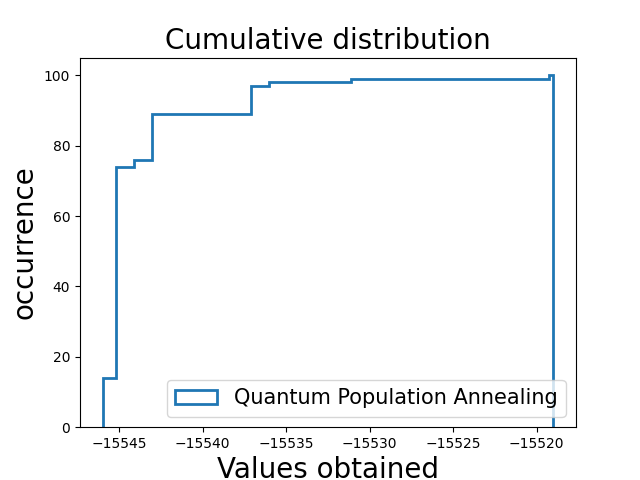 Cumulative distribution
100
80
60
40
20
0
occurrence
Quantum Population Annealing
−15545 −15540 −15535 −15530 −15525 −15520
Values obtained